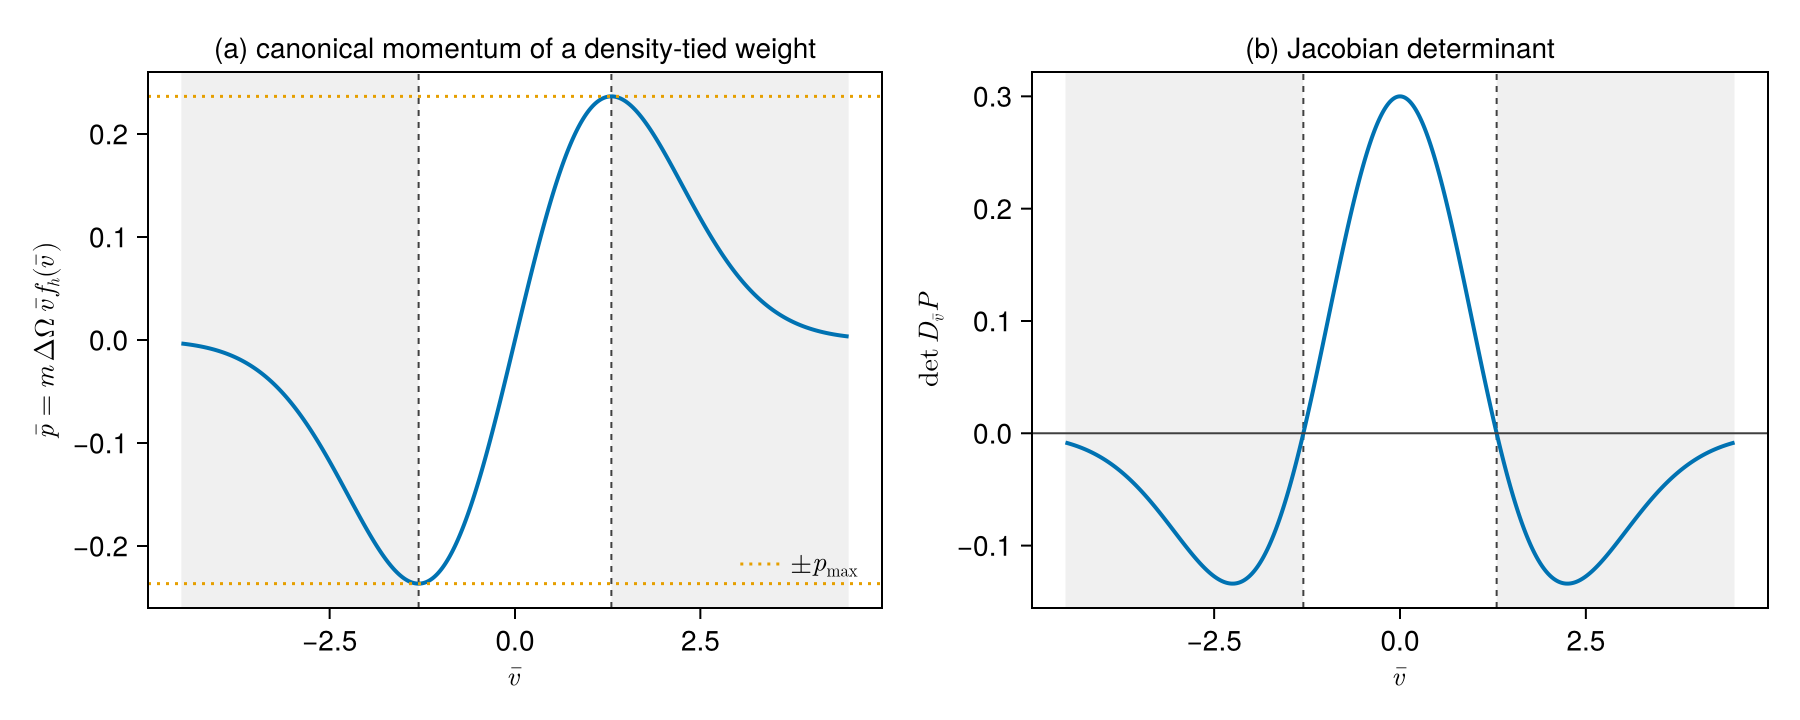 (a) canonical momentum of a density-tied weight
p̄ = m ΔΩ v̄ f_h(v̄)
0.2
0.1
0.0
−0.1
−0.2
±p_max
−2.5 0.0 2.5
v̄
(b) Jacobian determinant
det D_v̄ P
0.3
0.2
0.1
0.0
−0.1
−2.5 0.0 2.5
v̄